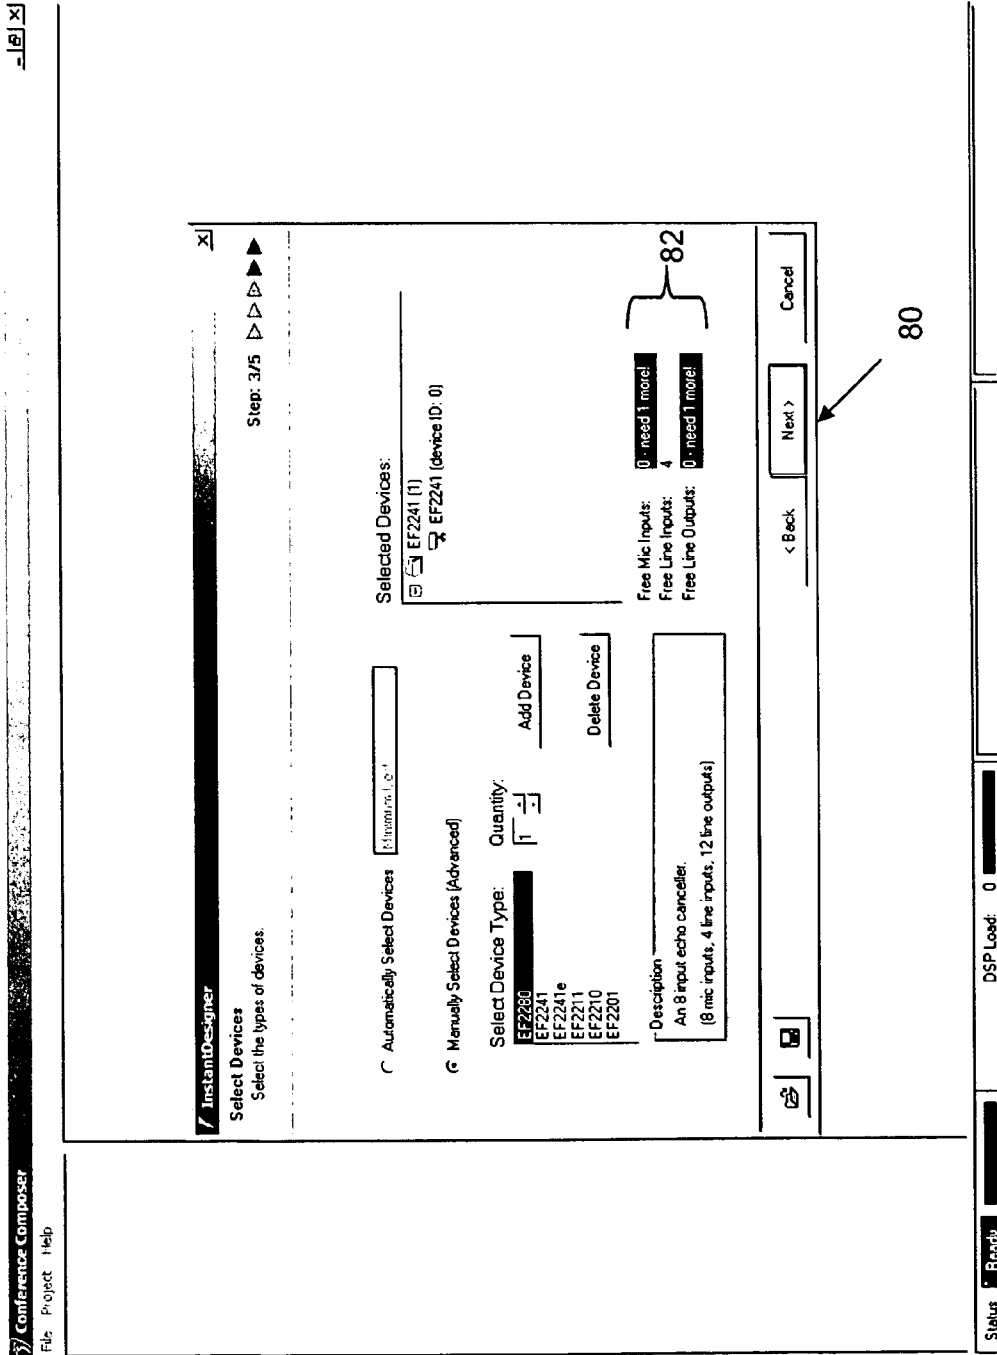 Conference Composer
File Project Help
InstantDesigner
Select Devices
Select the types of devices.
Step: 3/5
Automatically Select Devices
Manually Select Devices (Advanced)
Select Device Type:
Quantity:
EF2280
EF2241
EF2241e
EF2211
EF2210
EF2201
1
Add Device
Delete Device
Description
An 8 input echo canceller.
(8 mic inputs, 4 line inputs, 12 line outputs)
Selected Devices:
EF2241 (1)
EF2241 (device ID: 0)
Free Mic Inputs: 0 - need 1 more!
Free Line Inputs: 4
Free Line Outputs: 0 - need 1 more!
82
< Back
Next >
Cancel
80
Status: Ready
DSP Load: 0